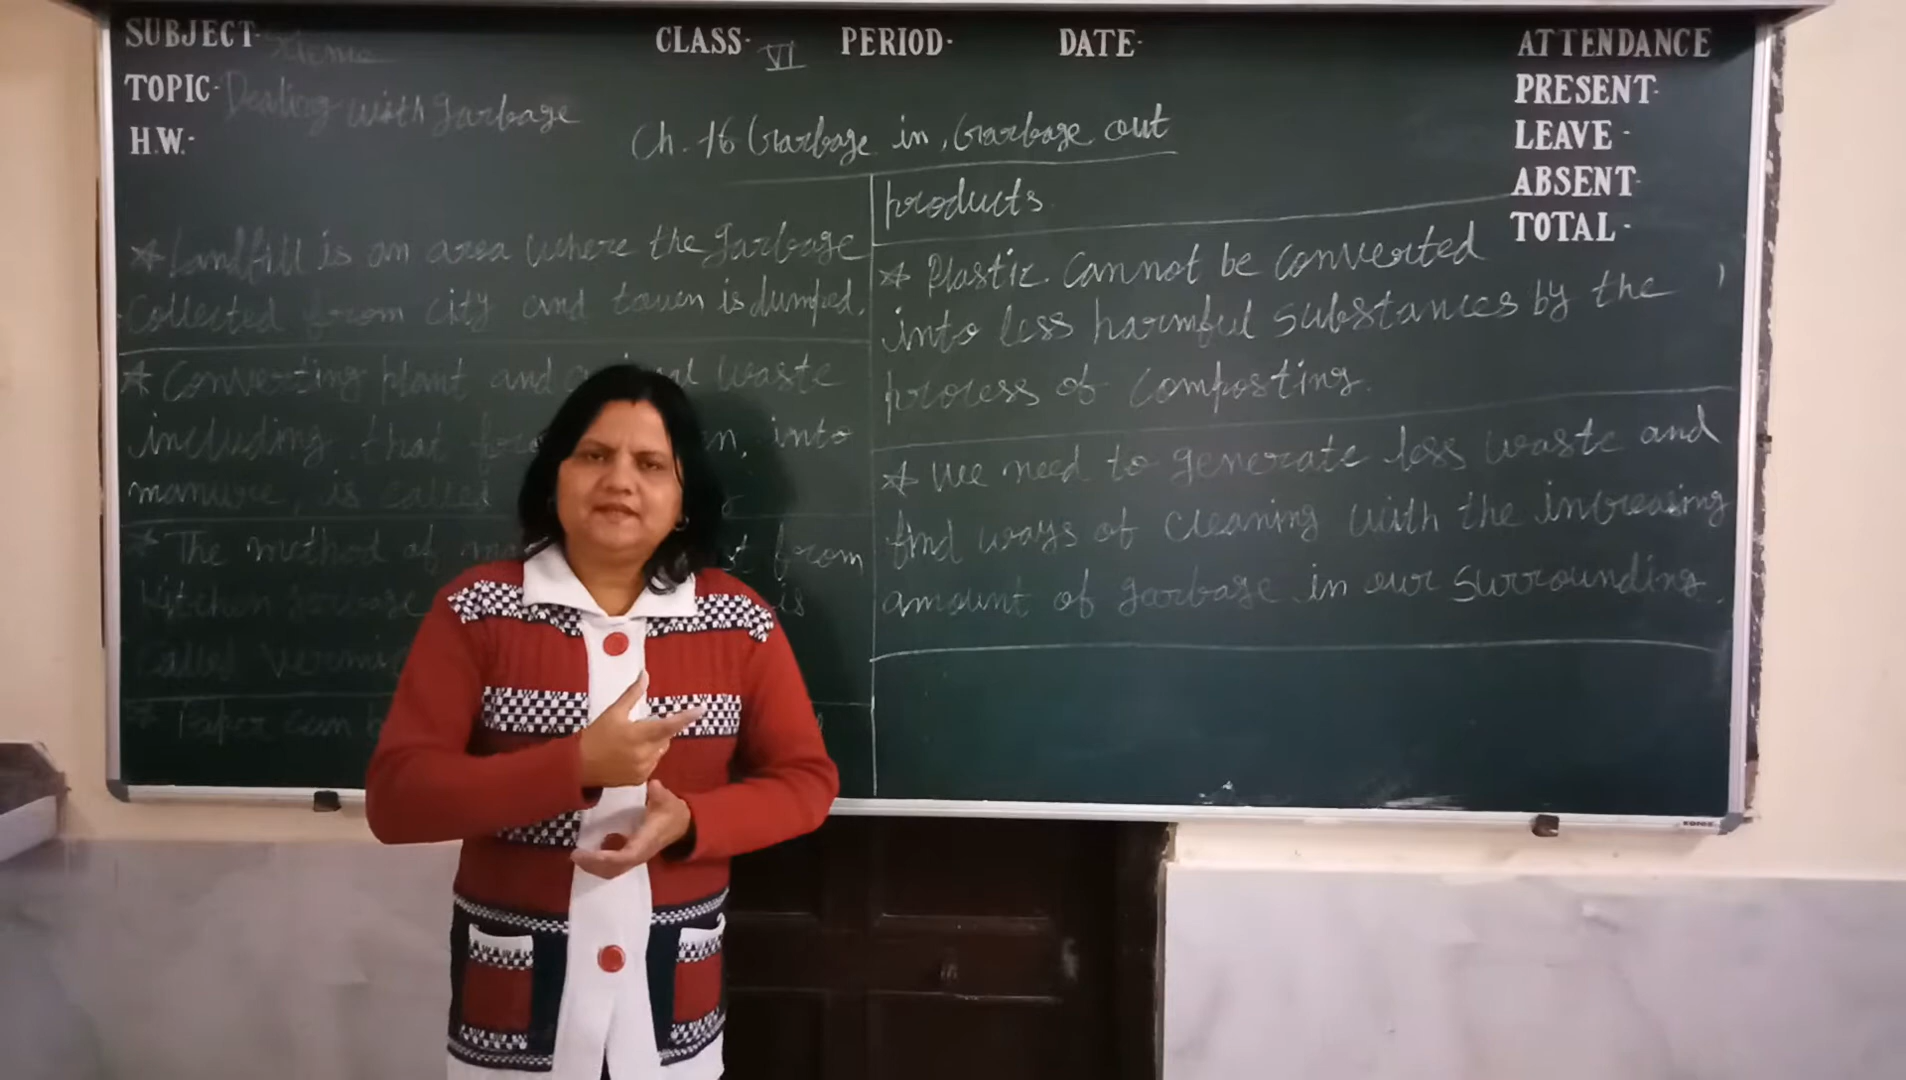 SUBJECT- Science
CLASS- VI
PERIOD-
DATE-
ATTENDANCE
TOPIC- Dealing with garbage
PRESENT-
H.W.-
LEAVE -
ABSENT-
TOTAL -
Ch. 16 Garbage in, Garbage out
* Landfill is an area where the garbage
collected from city and town is dumped.
* Converting plant and waste
including that into
manure, is called
* The method of from
kitchen garbage is
called
* Paper can
products.
* Plastic cannot be converted
into less harmful substances by the
process of composting.
* We need to generate less waste and
find ways of cleaning with the increasing
amount of garbage in our surrounding.